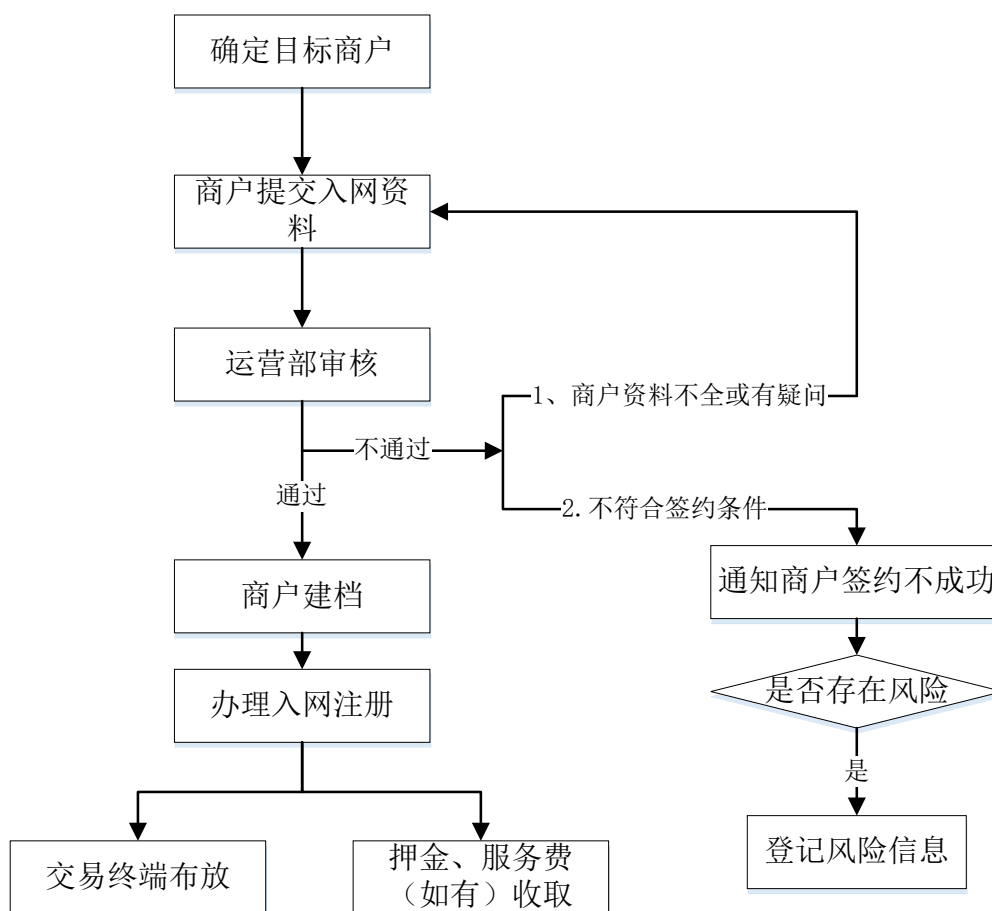 确定目标商户
商户提交入网资
料
运营部审核
1、商户资料不全或有疑问
不通过
通过
2.不符合签约条件
通知商户签约不成功
商户建档
是否存在风险
办理入网注册
是
交易终端布放
押金、服务费
（如有）收取
登记风险信息